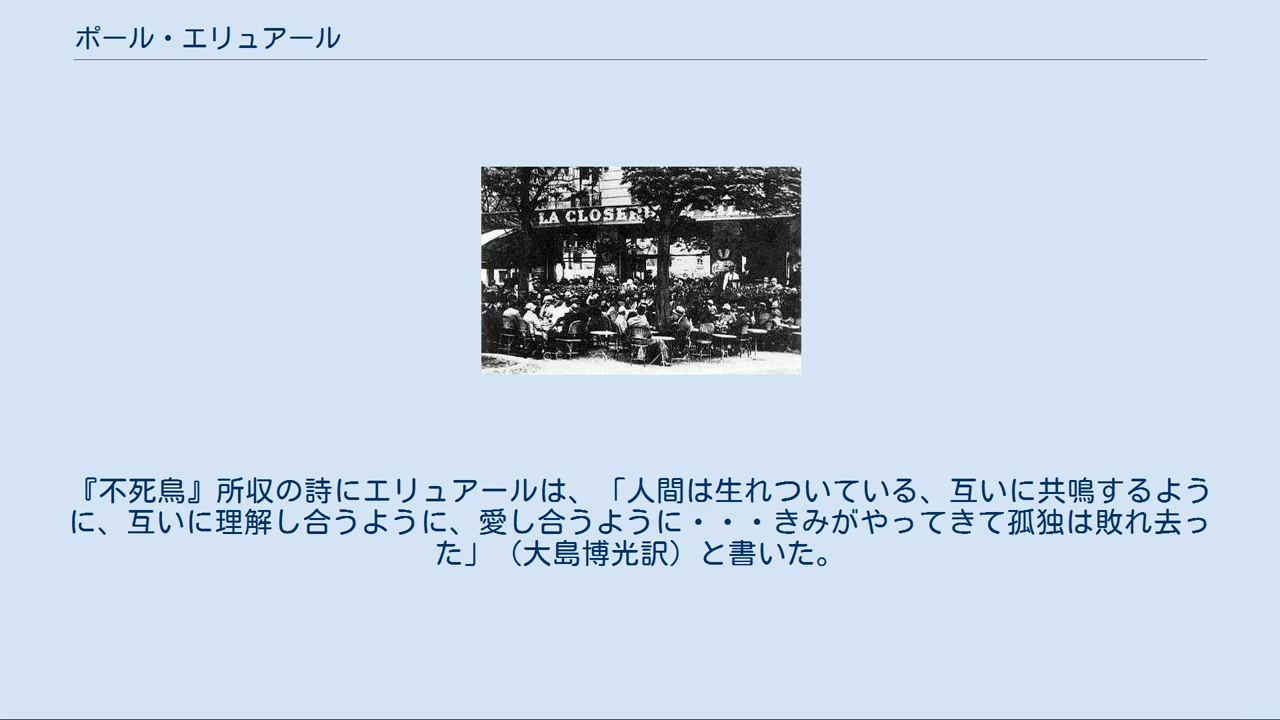 ポール・エリュアール
LA CLOSERI
『不死鳥』所収の詩にエリュアールは、「人間は生れついている、互いに共鳴するよう
に、互いに理解し合うように、愛し合うように・・・きみがやってきて孤独は敗れ去っ
た」（大島博光訳）と書いた。